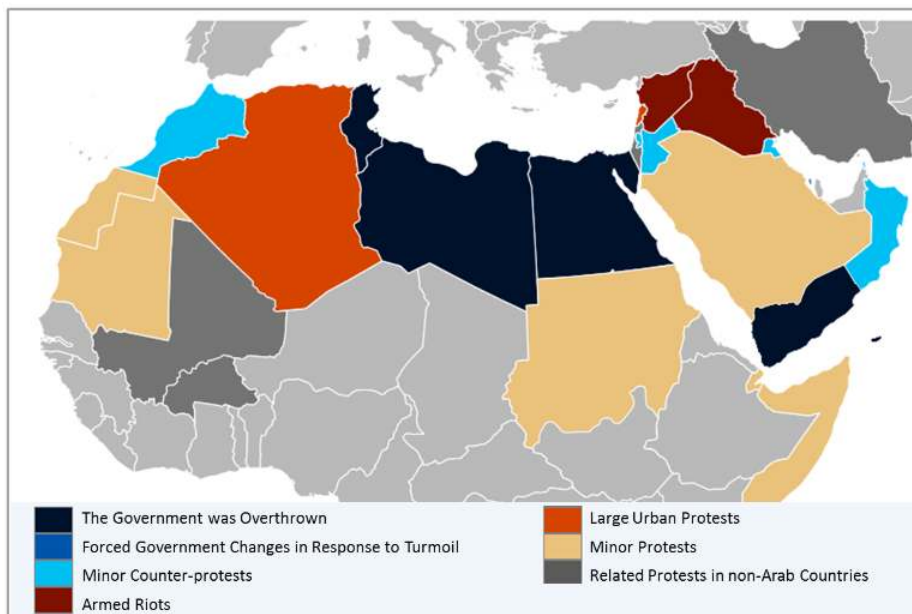 The Government was Overthrown
Forced Government Changes in Response to Turmoil
Minor Counter-protests
Armed Riots
Large Urban Protests
Minor Protests
Related Protests in non-Arab Countries